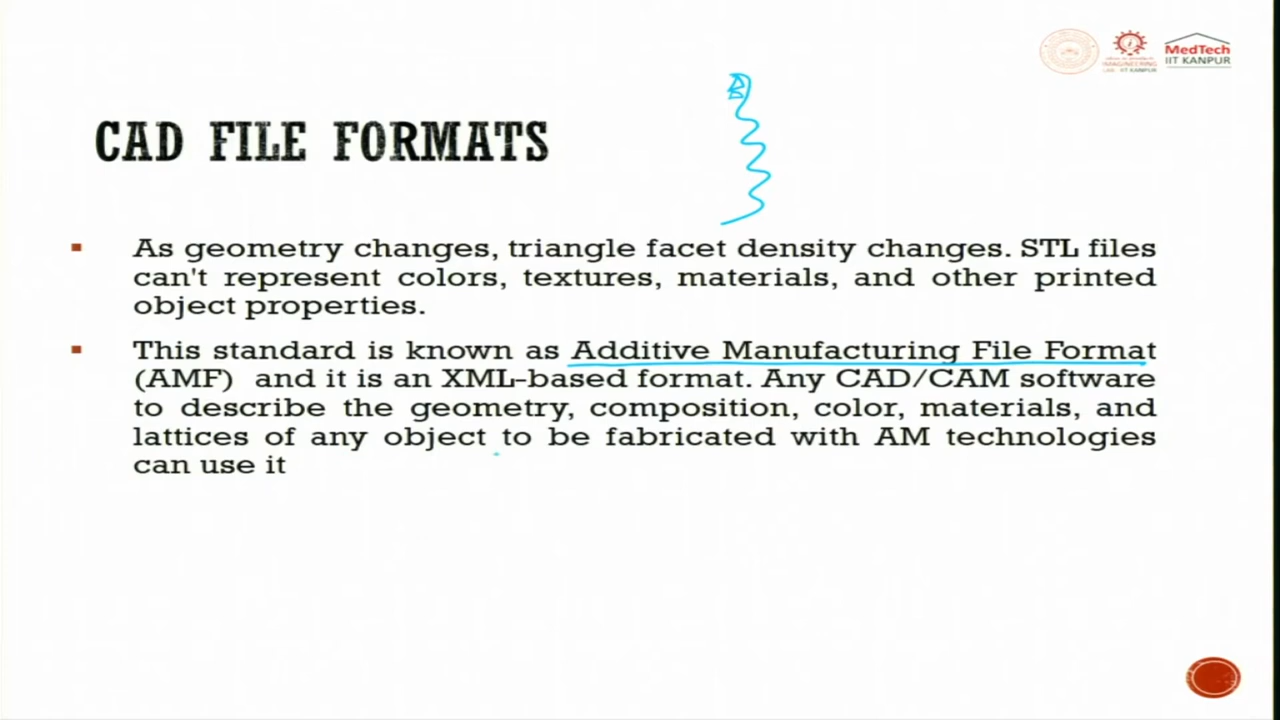 MedTech
IIT KANPUR
CAD FILE FORMATS
As geometry changes, triangle facet density changes. STL files
can't represent colors, textures, materials, and other printed
object properties.
This standard is known as Additive Manufacturing File Format
(AMF) and it is an XML-based format. Any CAD/CAM software
to describe the geometry, composition, color, materials, and
lattices of any object to be fabricated with AM technologies
can use it